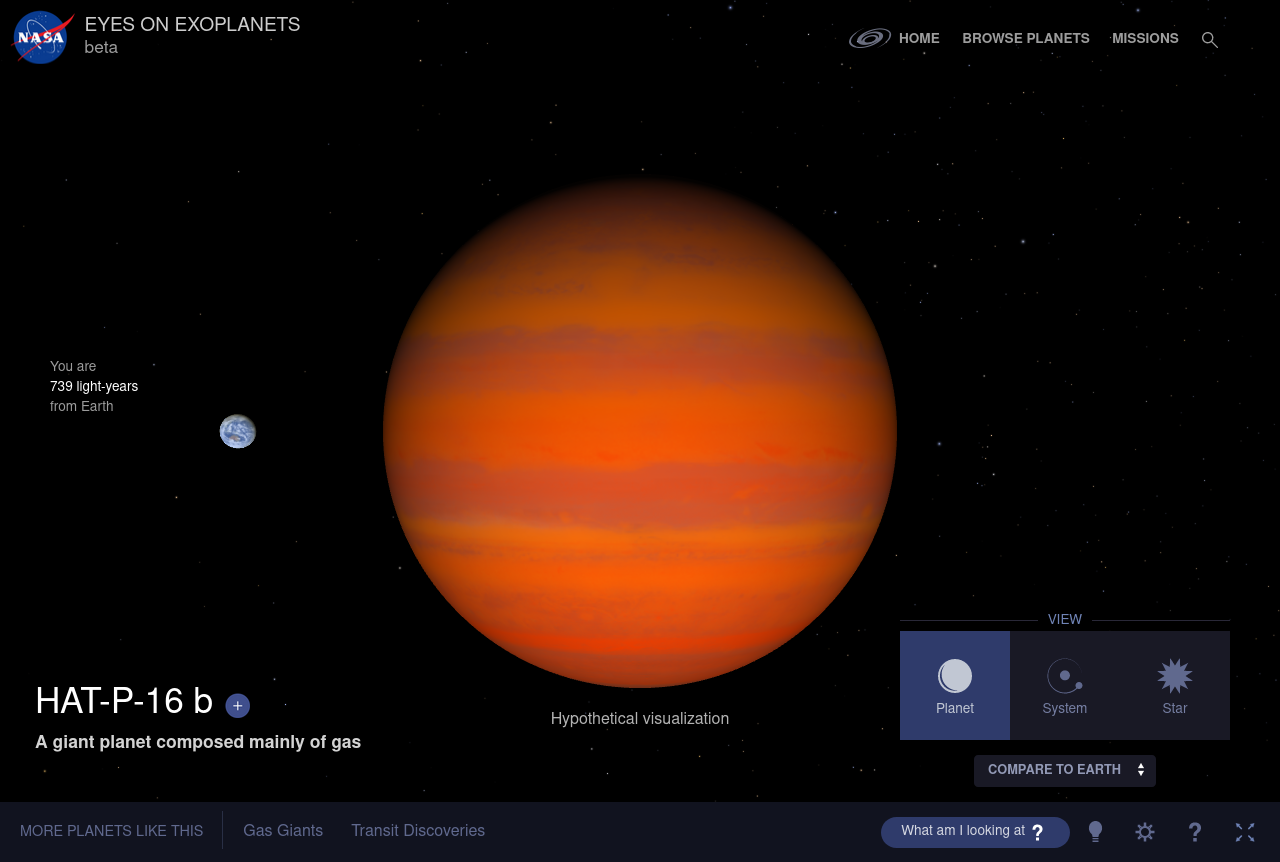 NASA
EYES ON EXOPLANETS
beta
HOME
BROWSE PLANETS
MISSIONS
You are
739 light-years
from Earth
VIEW
Planet
System
Star
HAT-P-16 b +
A giant planet composed mainly of gas
Hypothetical visualization
COMPARE TO EARTH
MORE PLANETS LIKE THIS
Gas Giants
Transit Discoveries
What am I looking at ?
?